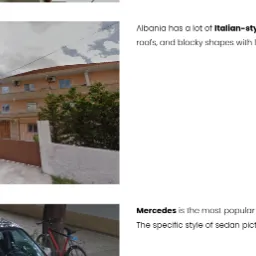 Albania has a lot of Italian-sty
roofs, and blocky shapes with
Mercedes is the most popular
The specific style of sedan pict